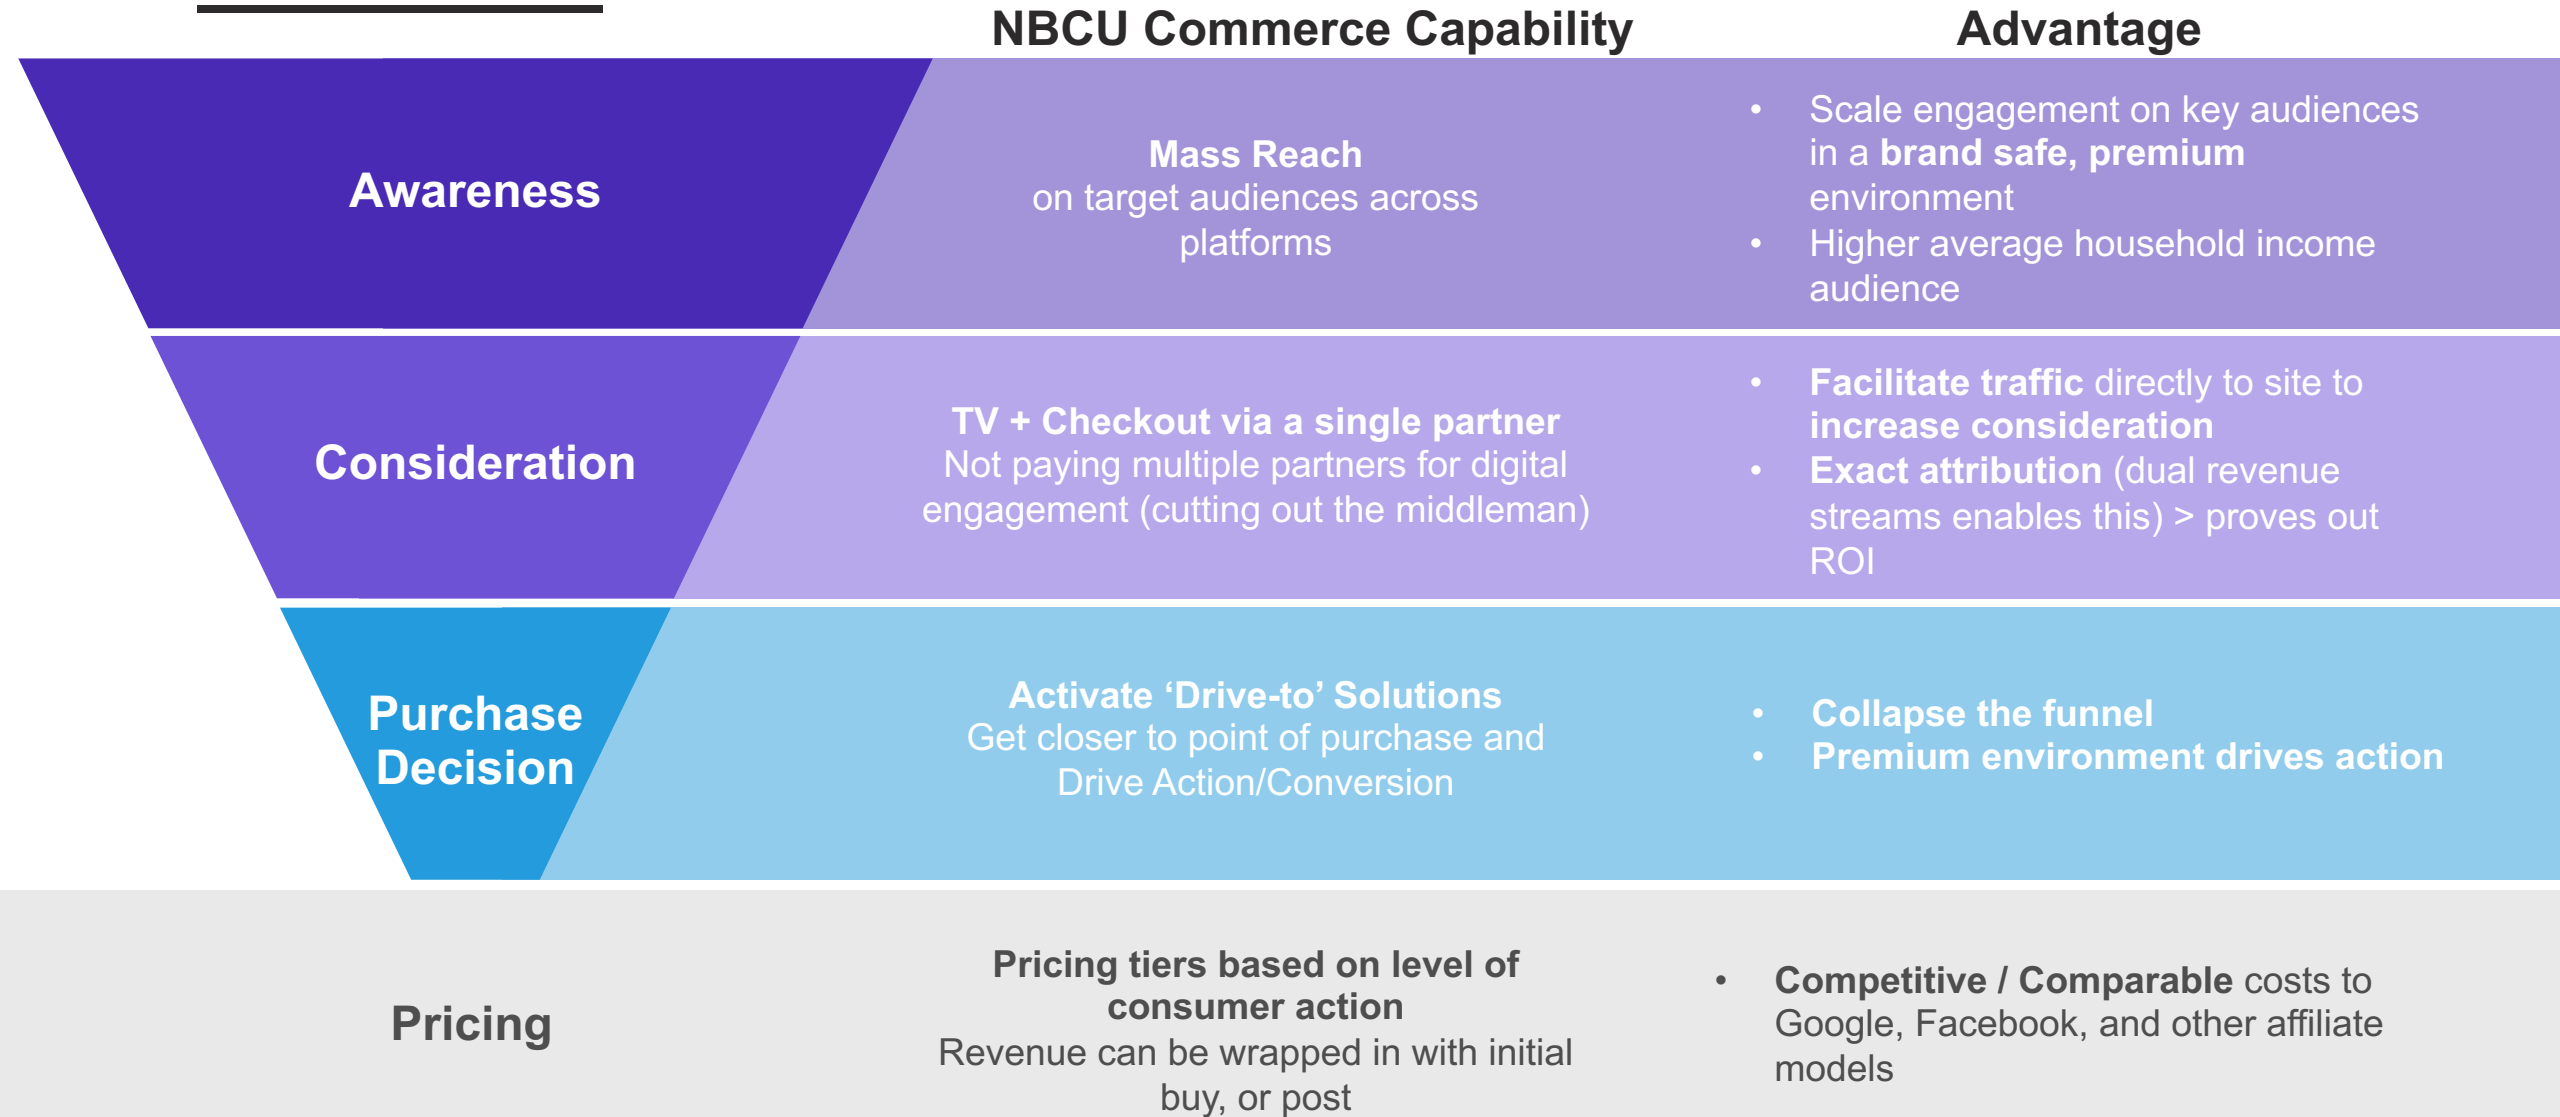 NBCU Commerce Capability
Advantage
Awareness
Mass Reach
on target audiences across
platforms
• Scale engagement on key audiences
in a brand safe, premium
environment
• Higher average household income
audience
Consideration
TV + Checkout via a single partner
Not paying multiple partners for digital
engagement (cutting out the middleman)
• Facilitate traffic directly to site to
increase consideration
• Exact attribution (dual revenue
streams enables this) > proves out
ROI
Purchase
Decision
Activate ‘Drive-to’ Solutions
Get closer to point of purchase and
Drive Action/Conversion
• Collapse the funnel
• Premium environment drives action
Pricing
Pricing tiers based on level of
consumer action
Revenue can be wrapped in with initial
buy, or post
• Competitive / Comparable costs to
Google, Facebook, and other affiliate
models